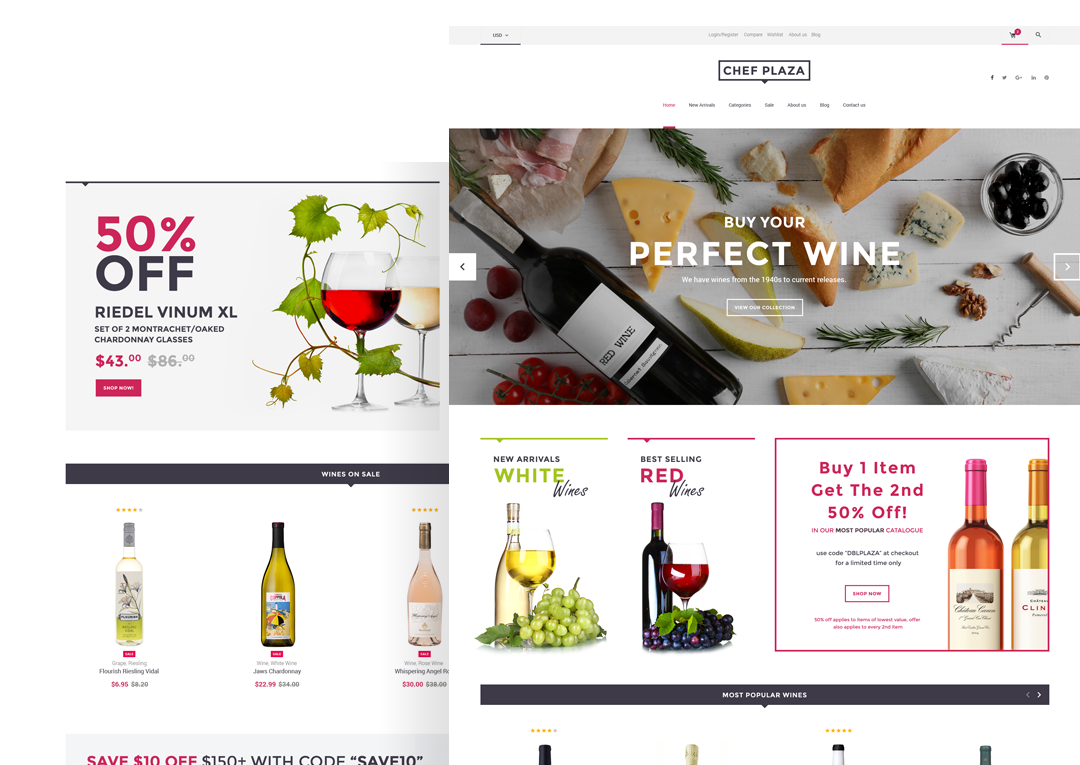 USD
Login/Register Compare Wishlist About us Blog
CHEF PLAZA
Home New Arrivals Categories Sale About us Blog Contact us
BUY YOUR
PERFECT WINE
We have wines from the 1940s to current releases.
VIEW OUR COLLECTION
RED WINE
Cabernet Sauvignon
50%
OFF
RIEDEL VINUM XL
SET OF 2 MONTRACHET/OAKED
CHARDONNAY GLASSES
$43.00 $86.00
SHOP NOW!
WINES ON SALE
SALE
Grape, Riesling
Flourish Riesling Vidal
$6.95 $8.20
SALE
Wine, White Wine
Jaws Chardonnay
$22.99 $34.00
SALE
Wine, Rose Wine
Whispering Angel Ro
$30.00 $38.00
SAVE $10 OFF $150+ WITH CODE “SAVE10”
NEW ARRIVALS
WHITE
Wines
BEST SELLING
RED
Wines
Buy 1 Item
Get The 2nd
50% Off!
IN OUR MOST POPULAR CATALOGUE
use code "DBLPLAZA" at checkout
for a limited time only
SHOP NOW
50% off applies to items of lowest value, offer
also applies to every 2nd item
Château Canon
CLIN
MOST POPULAR WINES